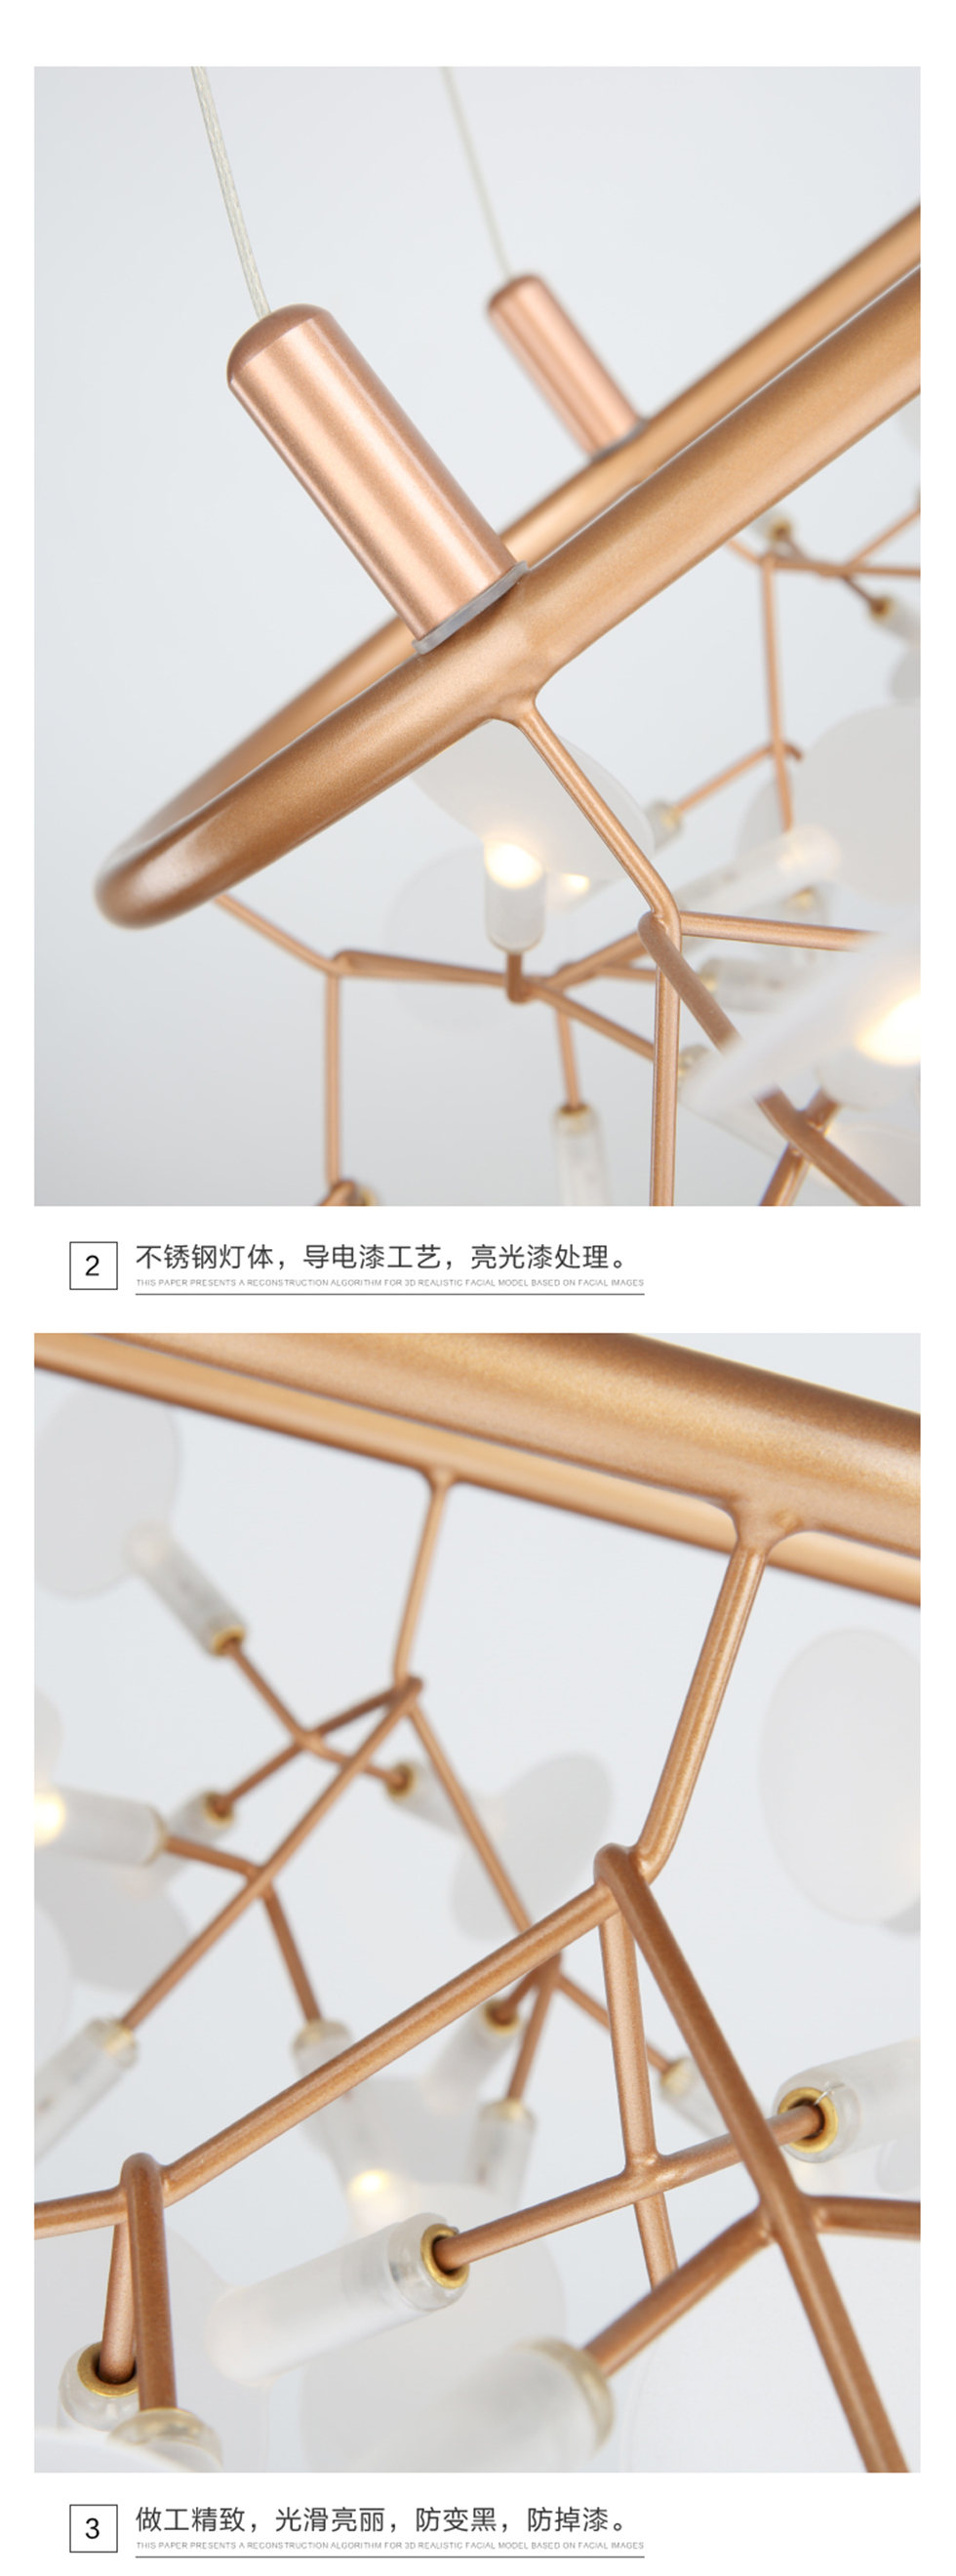 2
不锈钢灯体，导电漆工艺，亮光漆处理。
THIS PAPER PRESENTS A RECONSTRUCTION ALGORITHM FOR 3D REALISTIC FACIAL MODEL BASED ON FACIAL IMAGES
3
做工精致，光滑亮丽，防变黑，防掉漆。
THIS PAPER PRESENTS A RECONSTRUCTION ALGORITHM FOR 3D REALISTIC FACIAL MODEL BASED ON FACIAL IMAGES